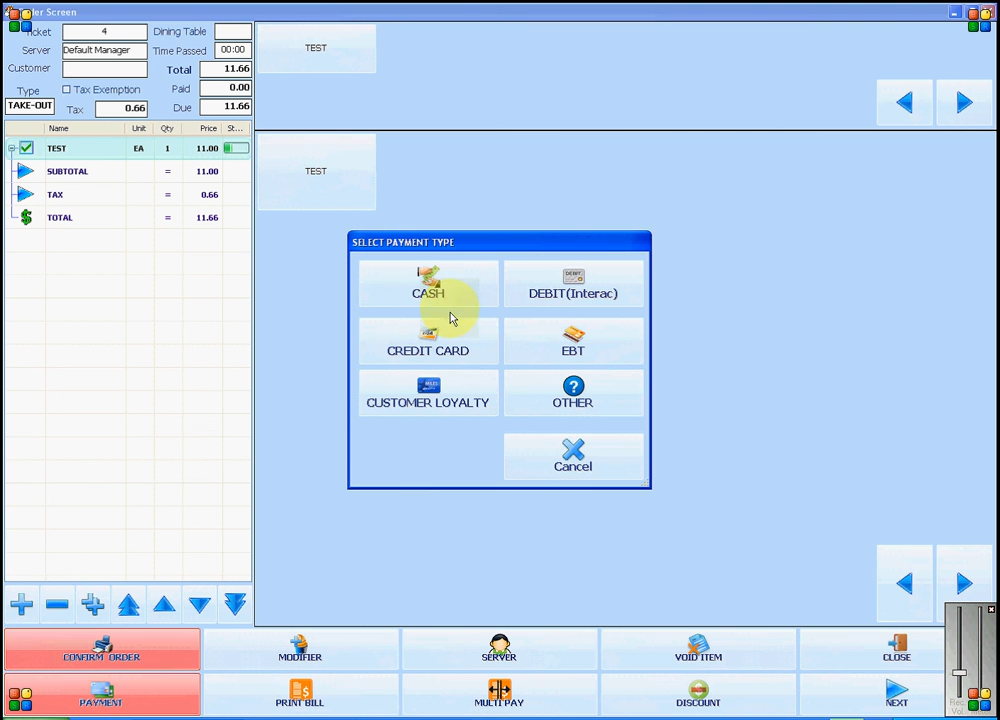 der Screen
Ticket 4 Dining Table
Server Default Manager Time Passed 00:00
Customer Total 11.66
Type Tax Exemption Paid 0.00
TAKE-OUT Tax 0.66 Due 11.66
Name Unit Qty Price St...
TEST EA 1 11.00
SUBTOTAL = 11.00
TAX = 0.66
TOTAL = 11.66
TEST
TEST
SELECT PAYMENT TYPE
CASH
DEBIT(Interac)
CREDIT CARD
EBT
CUSTOMER LOYALTY
OTHER
Cancel
CONFIRM ORDER
MODIFIER
SERVER
VOID ITEM
CLOSE
PAYMENT
PRINT BILL
MULTI PAY
DISCOUNT
NEXT
Rec.
Vol